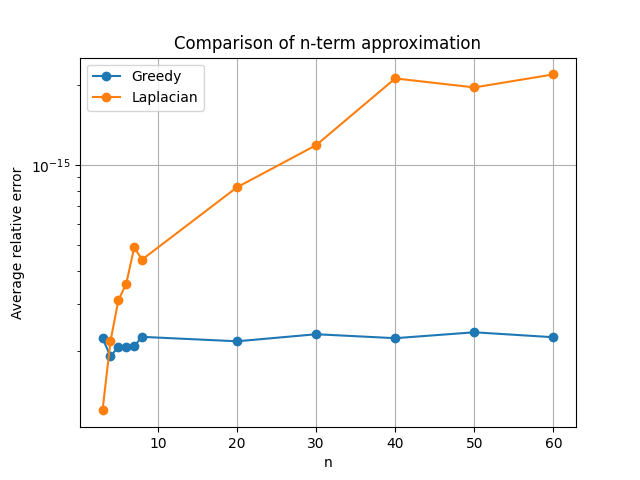 Comparison of n-term approximation
Greedy
Laplacian
Average relative error
10⁻¹⁵
10 20 30 40 50 60
n